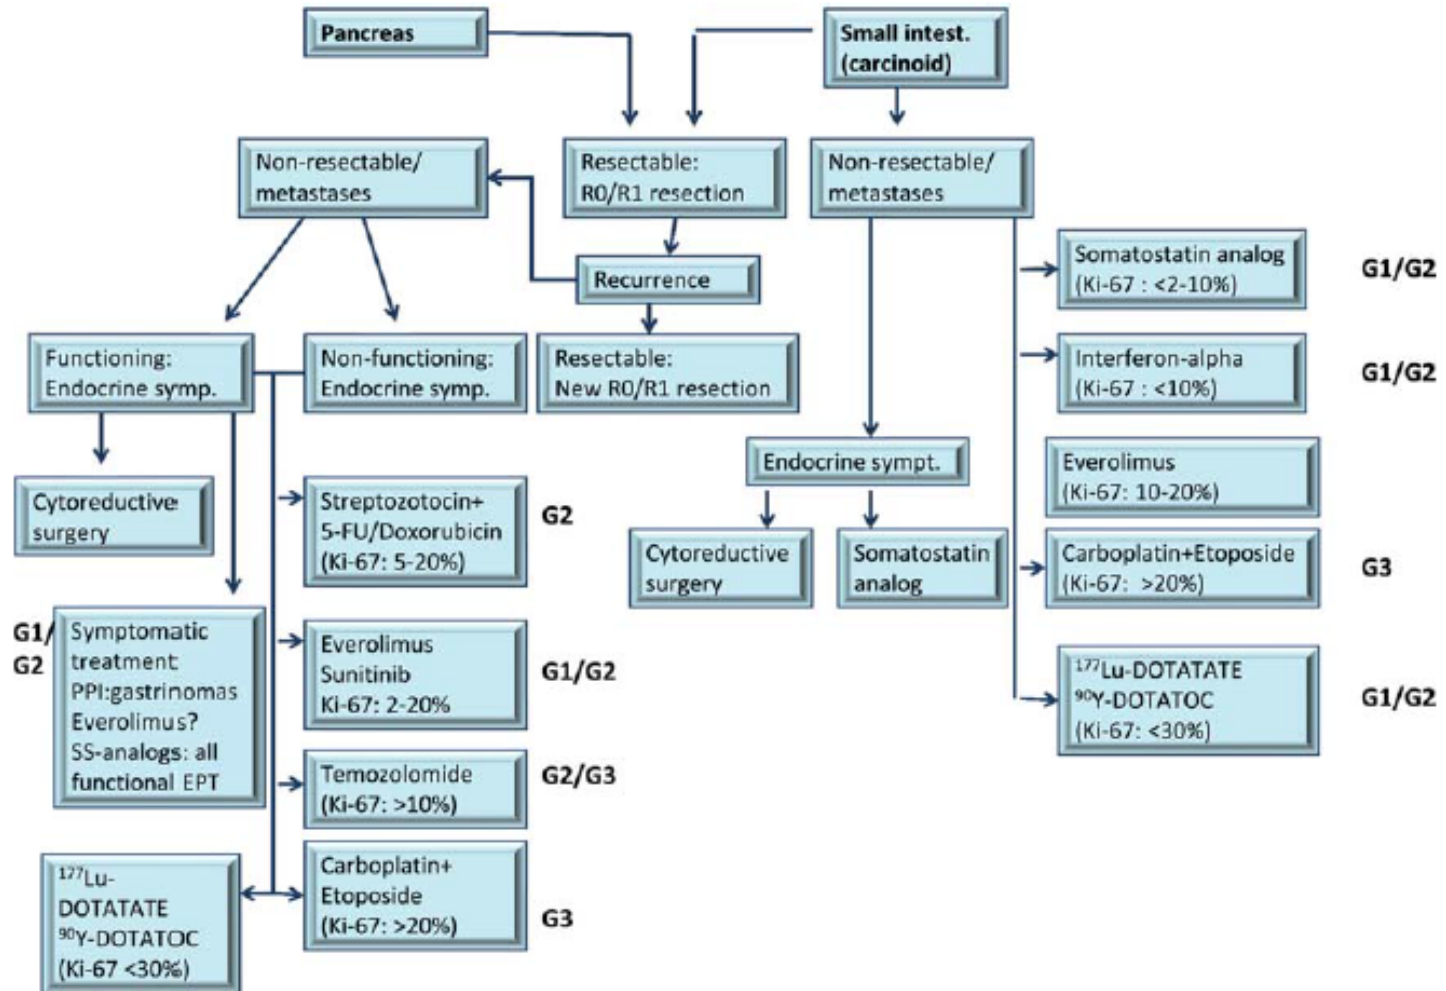 Pancreas
Small intest.
(carcinoid)
Non-resectable/
metastases
Resectable:
R0/R1 resection
Non-resectable/
metastases
Recurrence
Somatostatin analog
(Ki-67 : <2-10%)
G1/G2
Functioning:
Endocrine symp.
Non-functioning:
Endocrine symp.
Resectable:
New R0/R1 resection
Interferon-alpha
(Ki-67 : <10%)
G1/G2
Endocrine sympt.
Everolimus
(Ki-67: 10-20%)
Cytoreductive
surgery
Streptozotocin+
5-FU/Doxorubicin
(Ki-67: 5-20%)
G2
Cytoreductive
surgery
Somatostatin
analog
Carboplatin+Etoposide
(Ki-67: >20%)
G3
G1/
G2
Symptomatic
treatment:
PPI:gastrinomas
Everolimus?
SS-analogs: all
functional EPT
Everolimus
Sunitinib
Ki-67: 2-20%
G1/G2
¹⁷⁷Lu-DOTATATE
⁹⁰Y-DOTATOC
(Ki-67: <30%)
G1/G2
Temozolomide
(Ki-67: >10%)
G2/G3
¹⁷⁷Lu-
DOTATATE
⁹⁰Y-DOTATOC
(Ki-67 <30%)
Carboplatin+
Etoposide
(Ki-67: >20%)
G3